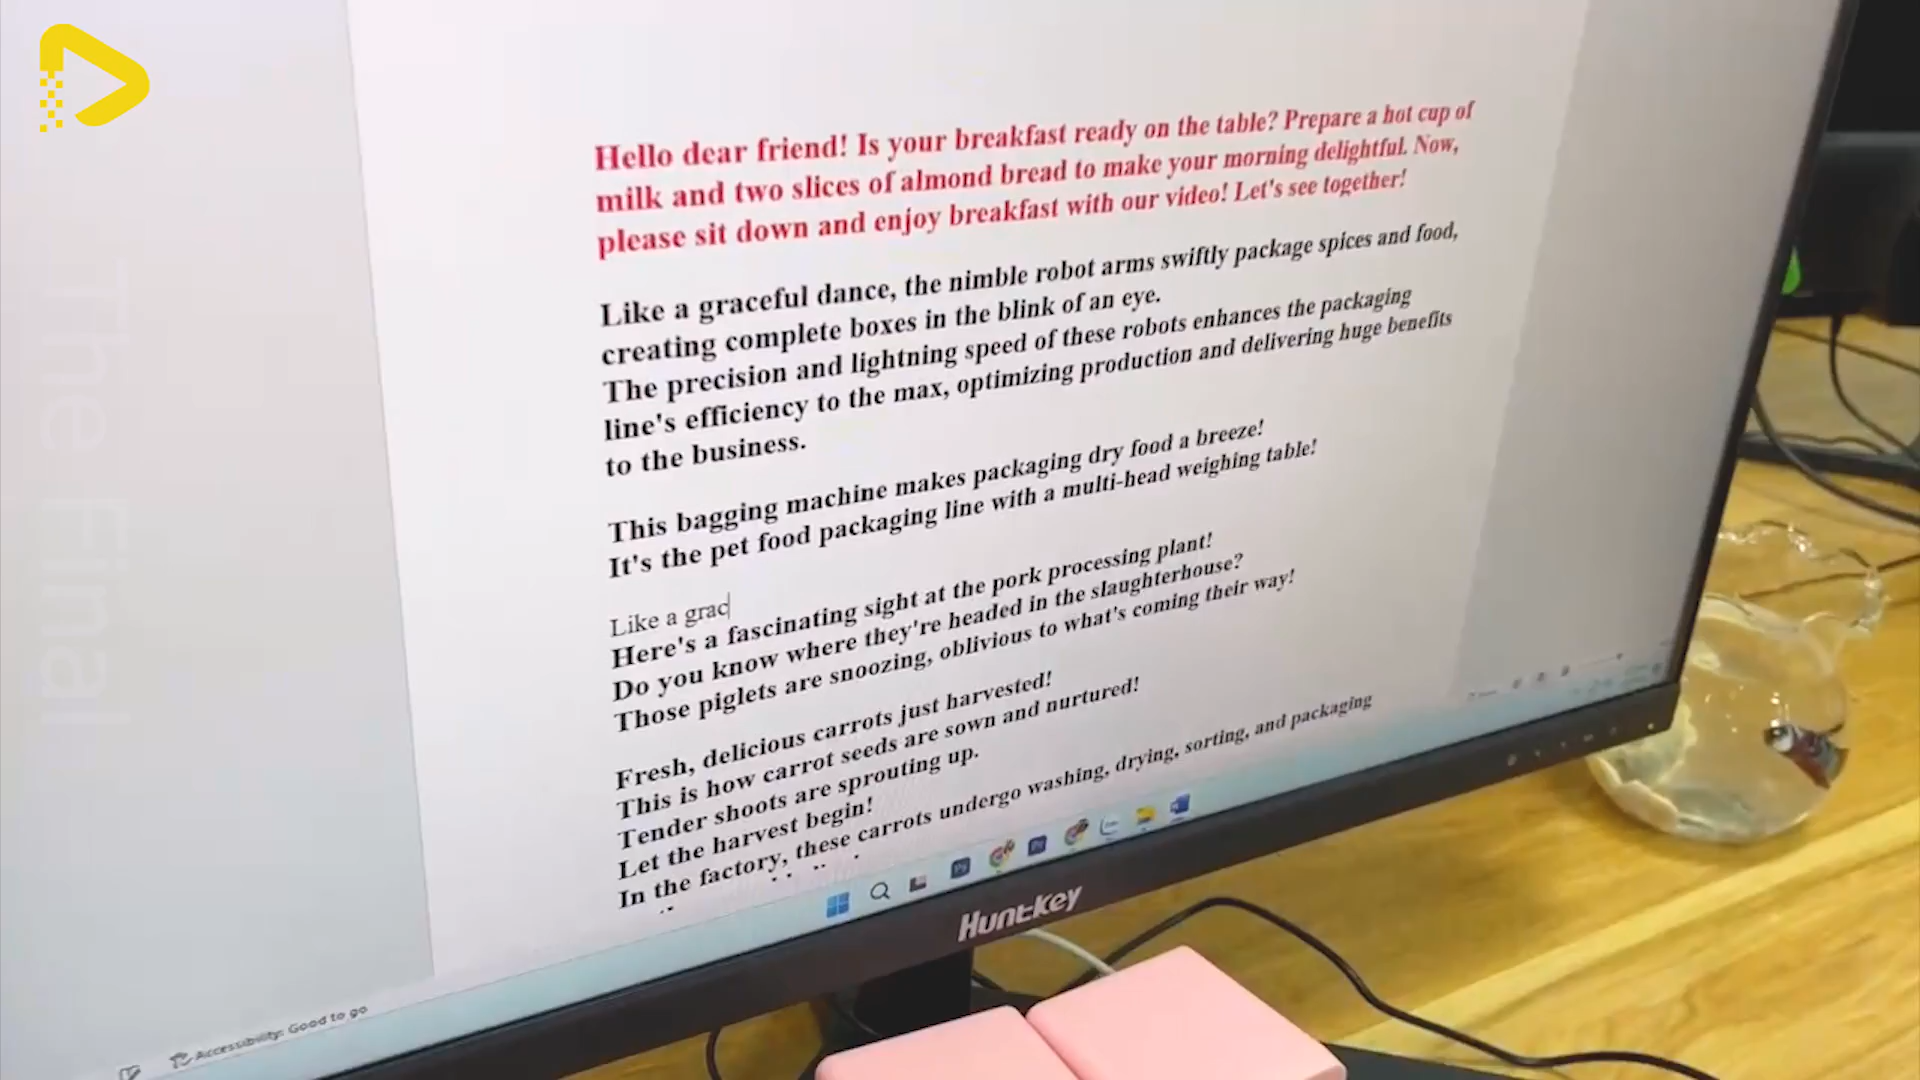 Hello dear friend! Is your breakfast ready on the table? Prepare a hot cup of
milk and two slices of almond bread to make your morning delightful. Now,
please sit down and enjoy breakfast with our video! Let's see together!
Like a graceful dance, the nimble robot arms swiftly package spices and food,
creating complete boxes in the blink of an eye.
The precision and lightning speed of these robots enhances the packaging
line's efficiency to the max, optimizing production and delivering huge benefits
to the business.
This bagging machine makes packaging dry food a breeze!
It's the pet food packaging line with a multi-head weighing table!
Like a grac
Here's a fascinating sight at the pork processing plant!
Do you know where they're headed in the slaughterhouse?
Those piglets are snoozing, oblivious to what's coming their way!
Fresh, delicious carrots just harvested!
This is how carrot seeds are sown and nurtured!
Tender shoots are sprouting up.
Let the harvest begin!
In the factory, these carrots undergo washing, drying, sorting, and packaging
Accessibility: Good to go
Huntkey
The Final